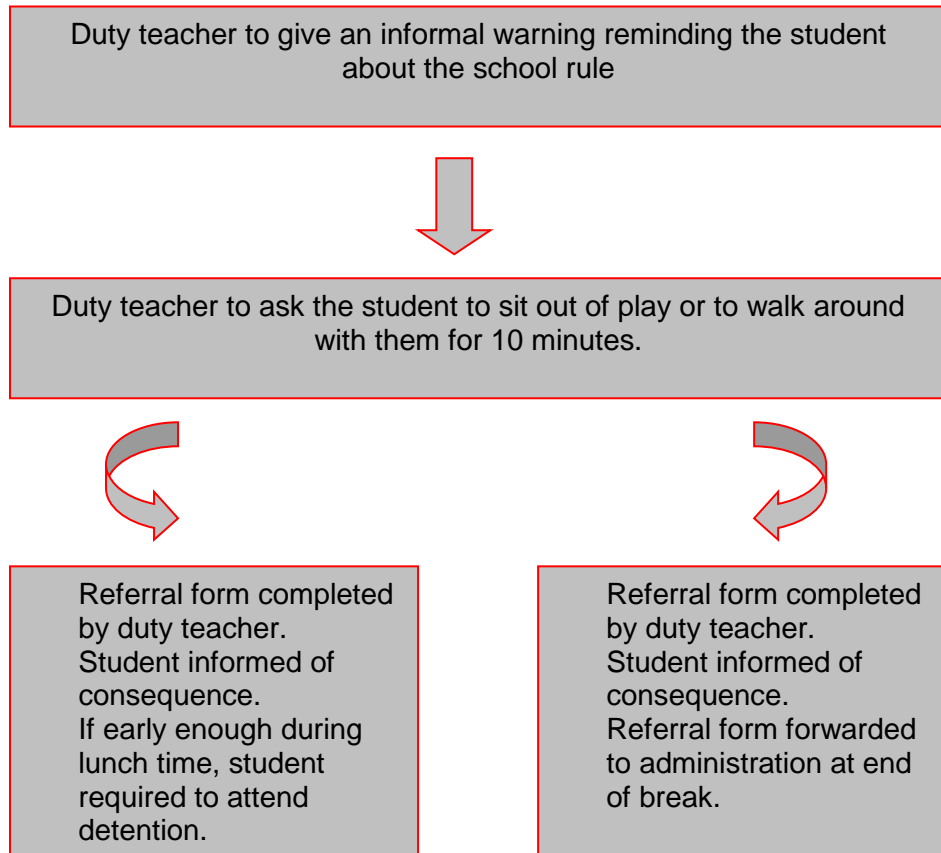 Duty teacher to give an informal warning reminding the student
about the school rule
Duty teacher to ask the student to sit out of play or to walk around
with them for 10 minutes.
Referral form completed
by duty teacher.
Student informed of
consequence.
If early enough during
lunch time, student
required to attend
detention.
Referral form completed
by duty teacher.
Student informed of
consequence.
Referral form forwarded
to administration at end
of break.